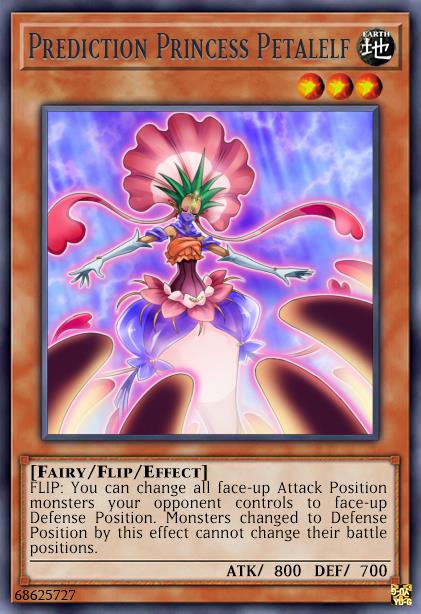 PREDICTION PRINCESS PETALELF
EARTH
地
[FAIRY/FLIP/EFFECT]
FLIP: You can change all face-up Attack Position
monsters your opponent controls to face-up
Defense Position. Monsters changed to Defense
Position by this effect cannot change their battle
positions.
ATK/ 800 DEF/ 700
68625727